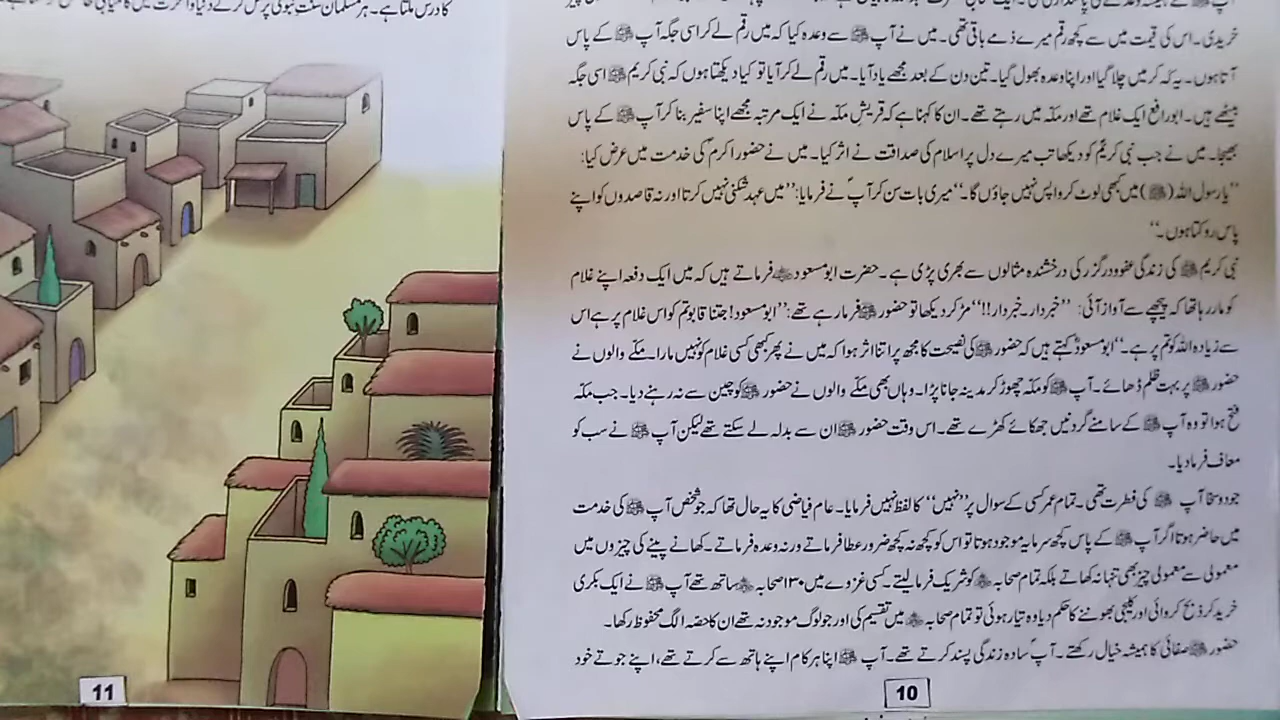 خریدی۔ اس کی قیمت میں سے کچھ رقم میرے ذمے باقی تھی۔ میں نے آپ ﷺ سے وعدہ کیا کہ میں رقم لے کر اسی جگہ آپ ﷺ کے پاس
آتا ہوں۔ یہ کہہ کر میں چلا گیا اور اپنا وعدہ بھول گیا۔ تین دن کے بعد مجھے یاد آیا۔ میں رقم لے کر آیا تو کیا دیکھتا ہوں کہ نبی کریم ﷺ اسی جگہ
بیٹھے ہیں۔ ابو رافع ایک غلام تھے اور مکّہ میں رہتے تھے۔ ان کا کہنا ہے کہ قریشِ مکّہ نے ایک مرتبہ مجھے اپنا سفیر بنا کر آپ ﷺ کے پاس
بھیجا۔ میں نے جب نبی کریمؐ کو دیکھا تب میرے دل پر اسلام کی صداقت نے اثر کیا۔ میں نے حضور اکرمؐ کی خدمت میں عرض کیا:
”یا رسول اللہ (ﷺ) میں کبھی لوٹ کر واپس نہیں جاؤں گا۔“ میری بات سن کر آپؐ نے فرمایا: ”میں عہد شکنی نہیں کرتا اور نہ قاصدوں کو اپنے
پاس روکتا ہوں۔“
نبی کریم ﷺ کی زندگی عفو و درگزر کی درخشندہ مثالوں سے بھری پڑی ہے۔ حضرت ابو مسعودؓ فرماتے ہیں کہ میں ایک دفعہ اپنے غلام
کو مار رہا تھا کہ پیچھے سے آواز آئی: ”خبردار۔ خبردار!!“ مڑ کر دیکھا تو حضور ﷺ فرما رہے تھے: ”ابو مسعود! جتنا قابو تم کو اس غلام پر ہے اس
سے زیادہ اللہ کو تم پر ہے۔“ ابو مسعودؓ کہتے ہیں کہ حضور ﷺ کی نصیحت کا مجھ پر اتنا اثر ہوا کہ میں نے پھر کبھی کسی غلام کو نہیں مارا۔ مکّے والوں نے
حضور ﷺ پر بہت ظلم ڈھائے۔ آپ ﷺ کو مکّہ چھوڑ کر مدینہ جانا پڑا۔ وہاں بھی مکّے والوں نے حضور ﷺ کو چین سے نہ رہنے دیا۔ جب مکّہ
فتح ہوا تو وہ آپ ﷺ کے سامنے گردنیں جھکائے کھڑے تھے۔ اس وقت حضور ﷺ ان سے بدلہ لے سکتے تھے لیکن آپ ﷺ نے سب کو
معاف فرما دیا۔
جود و سخا آپ ﷺ کی فطرت تھی۔ تمام عمر کسی کے سوال پر ”نہیں“ کا لفظ نہیں فرمایا۔ عام فیاضی کا یہ حال تھا کہ جو شخص آپ ﷺ کی خدمت
میں حاضر ہوتا اگر آپ ﷺ کے پاس کچھ سرمایہ موجود ہوتا تو اس کو کچھ نہ کچھ ضرور عطا فرماتے ورنہ وعدہ فرماتے۔ کھانے پینے کی چیزوں میں
معمولی سے معمولی چیز بھی تنہا نہ کھاتے بلکہ تمام صحابہؓ کو شریک فرما لیتے۔ کسی غزوے میں ۱۳۰ صحابہؓ ساتھ تھے آپ ﷺ نے ایک بکری
خرید کر ذبح کروائی اور کلیجی بھوننے کا حکم دیا وہ تیار ہوئی تو تمام صحابہؓ میں تقسیم کی اور جو لوگ موجود نہ تھے ان کا حصّہ الگ محفوظ رکھا۔
حضور ﷺ صفائی کا ہمیشہ خیال رکھتے۔ آپؐ سادہ زندگی پسند کرتے تھے۔ آپ ﷺ اپنا ہر کام اپنے ہاتھ سے کرتے تھے، اپنے جوتے خود
10
کا درس ملتا ہے۔ ہر مسلمان سنتِ نبویؐ پر
11